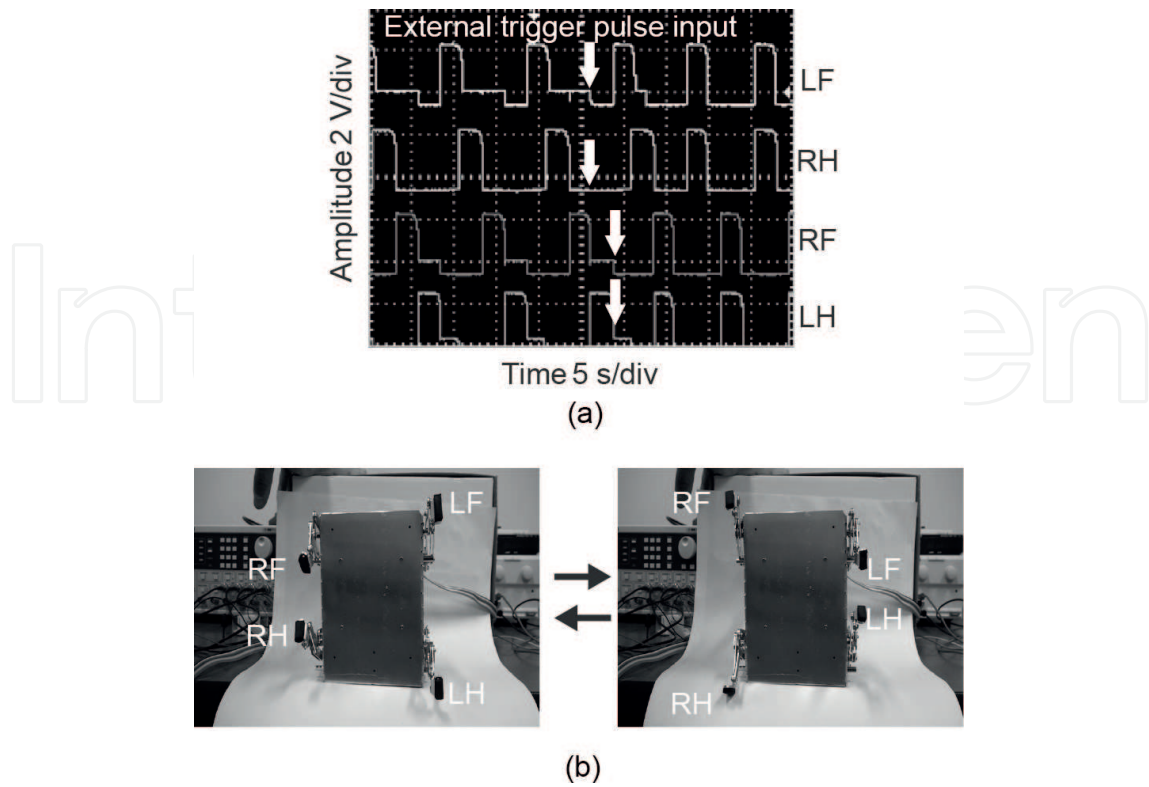 External trigger pulse input
Amplitude 2 V/div
LF
RH
RF
LH
Time 5 s/div
(a)
LF
RF
RH
LH
RF
LF
LH
RH
(b)